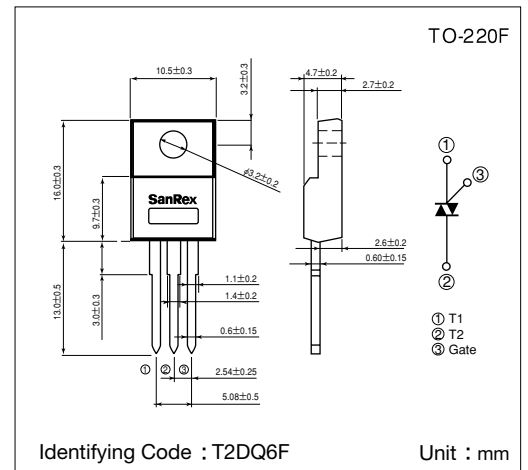 TO-220F
10.5±0.3
3.2±0.3
4.7±0.2
2.7±0.2
16.0±0.3
9.7±0.3
φ3.2±0.2
SanRex
13.0±0.5
3.0±0.3
1.1±0.2
1.4±0.2
0.6±0.15
2.6±0.2
0.60±0.15
① ② ③
2.54±0.25
5.08±0.5
①
③
②
① T1
② T2
③ Gate
Identifying Code：T2DQ6F
Unit：mm